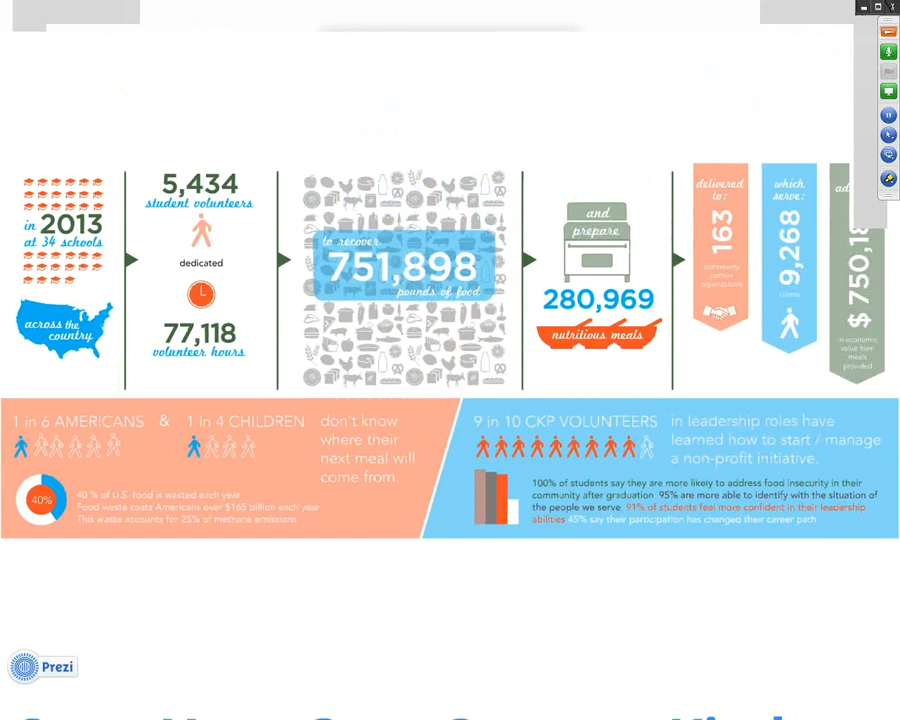 in 2013
at 34 schools
across the
country
5,434
student volunteers
dedicated
77,118
volunteer hours
to recover
751,898
pounds of food
and
prepare
280,969
nutritious meals
delivered
to:
163
community
partner
organizations
which
serve:
9,268
clients
$ 750,1
in economic
value from
meals
provided
1 in 6 AMERICANS & 1 in 4 CHILDREN
don't know
where their
next meal will
come from.
40%
40 % of U.S. food is wasted each year
Food waste costs Americans over $165 billion each year
This waste accounts for 25% of methane emissions
9 in 10 CKP VOLUNTEERS
in leadership roles have
learned how to start / manage
a non-profit initiative.
100% of students say they are more likely to address food insecurity in their
community after graduation 95% are more able to identify with the situation of
the people we serve 91% of students feel more confident in their leadership
abilities 45% say their participation has changed their career path
Prezi